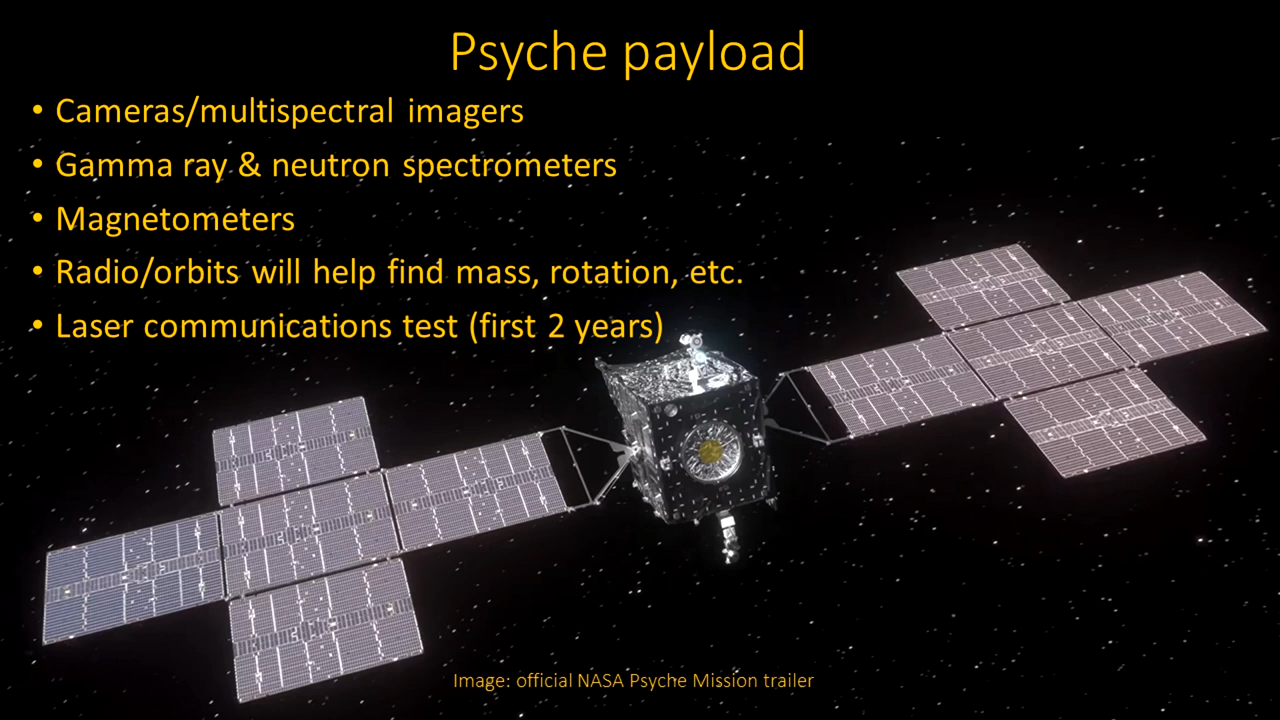 Psyche payload
• Cameras/multispectral imagers
• Gamma ray & neutron spectrometers
• Magnetometers
• Radio/orbits will help find mass, rotation, etc.
• Laser communications test (first 2 years)
Image: official NASA Psyche Mission trailer